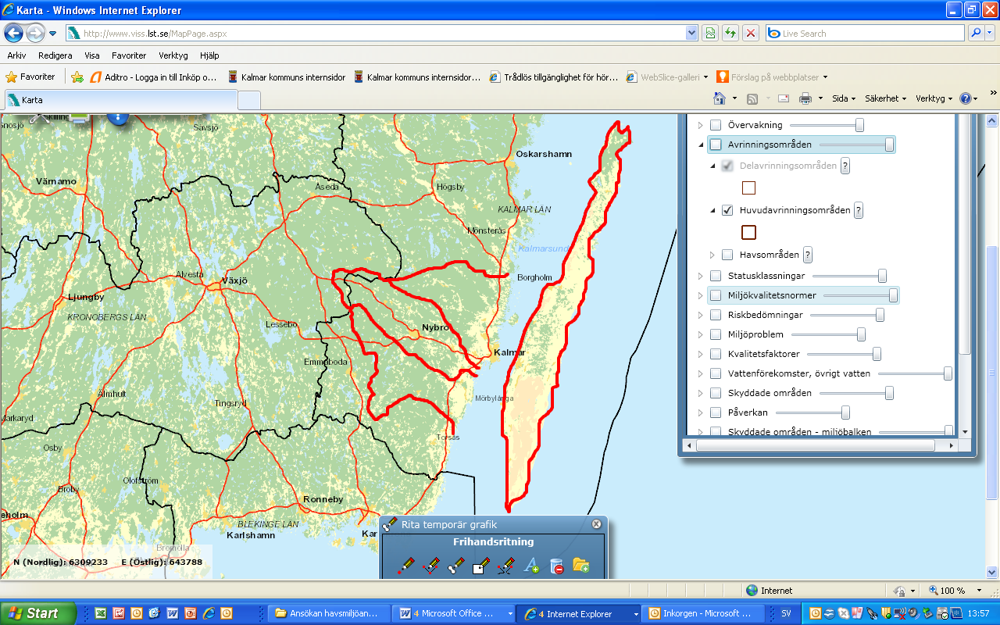 Karta - Windows Internet Explorer
http://www.viss.lst.se/MapPage.aspx
Live Search
Arkiv Redigera Visa Favoriter Verktyg Hjälp
Favoriter Aditro - Logga in till Inköp o... Kalmar kommuns internsidor Kalmar kommuns internsidor... Trådlös tillgänglighet för hör... WebSlice-galleri Förslag på webbplatser
Karta
Sida Säkerhet Verktyg
Sävsjö
Oskarshamn
Värnamo
Åseda
Högsby
KALMAR LÄN
Mönsterås
Kalmarsund
Alvesta
Växjö
Borgholm
Ljungby
KRONOBERGS LÄN
Lessebo
Nybro
Kalmar
Emmaboda
Älmhult
Tingsryd
Mörbylånga
Markaryd
Torsås
Osby
Olofström
Broby
Ronneby
BLEKINGE LÄN
Karlshamn
Kar
Bromölla
N (Nordlig): 6309233 E (Östlig): 643788
Övervakning
Avrinningsområden
Delavrinningsområden ?
Huvudavrinningsområden ?
Havsområden ?
Statusklassningar
Miljökvalitetsnormer
Riskbedömningar
Miljöproblem
Kvalitetsfaktorer
Vattenförekomster, övrigt vatten
Skyddade områden
Påverkan
Skyddade områden - miljöbalken
Rita temporär grafik
Frihandsritning
Internet
100 %
Start
Ansökan havsmiljöan...
4 Microsoft Office ...
4 Internet Explorer
Inkorgen - Microsoft ...
SV
13:57